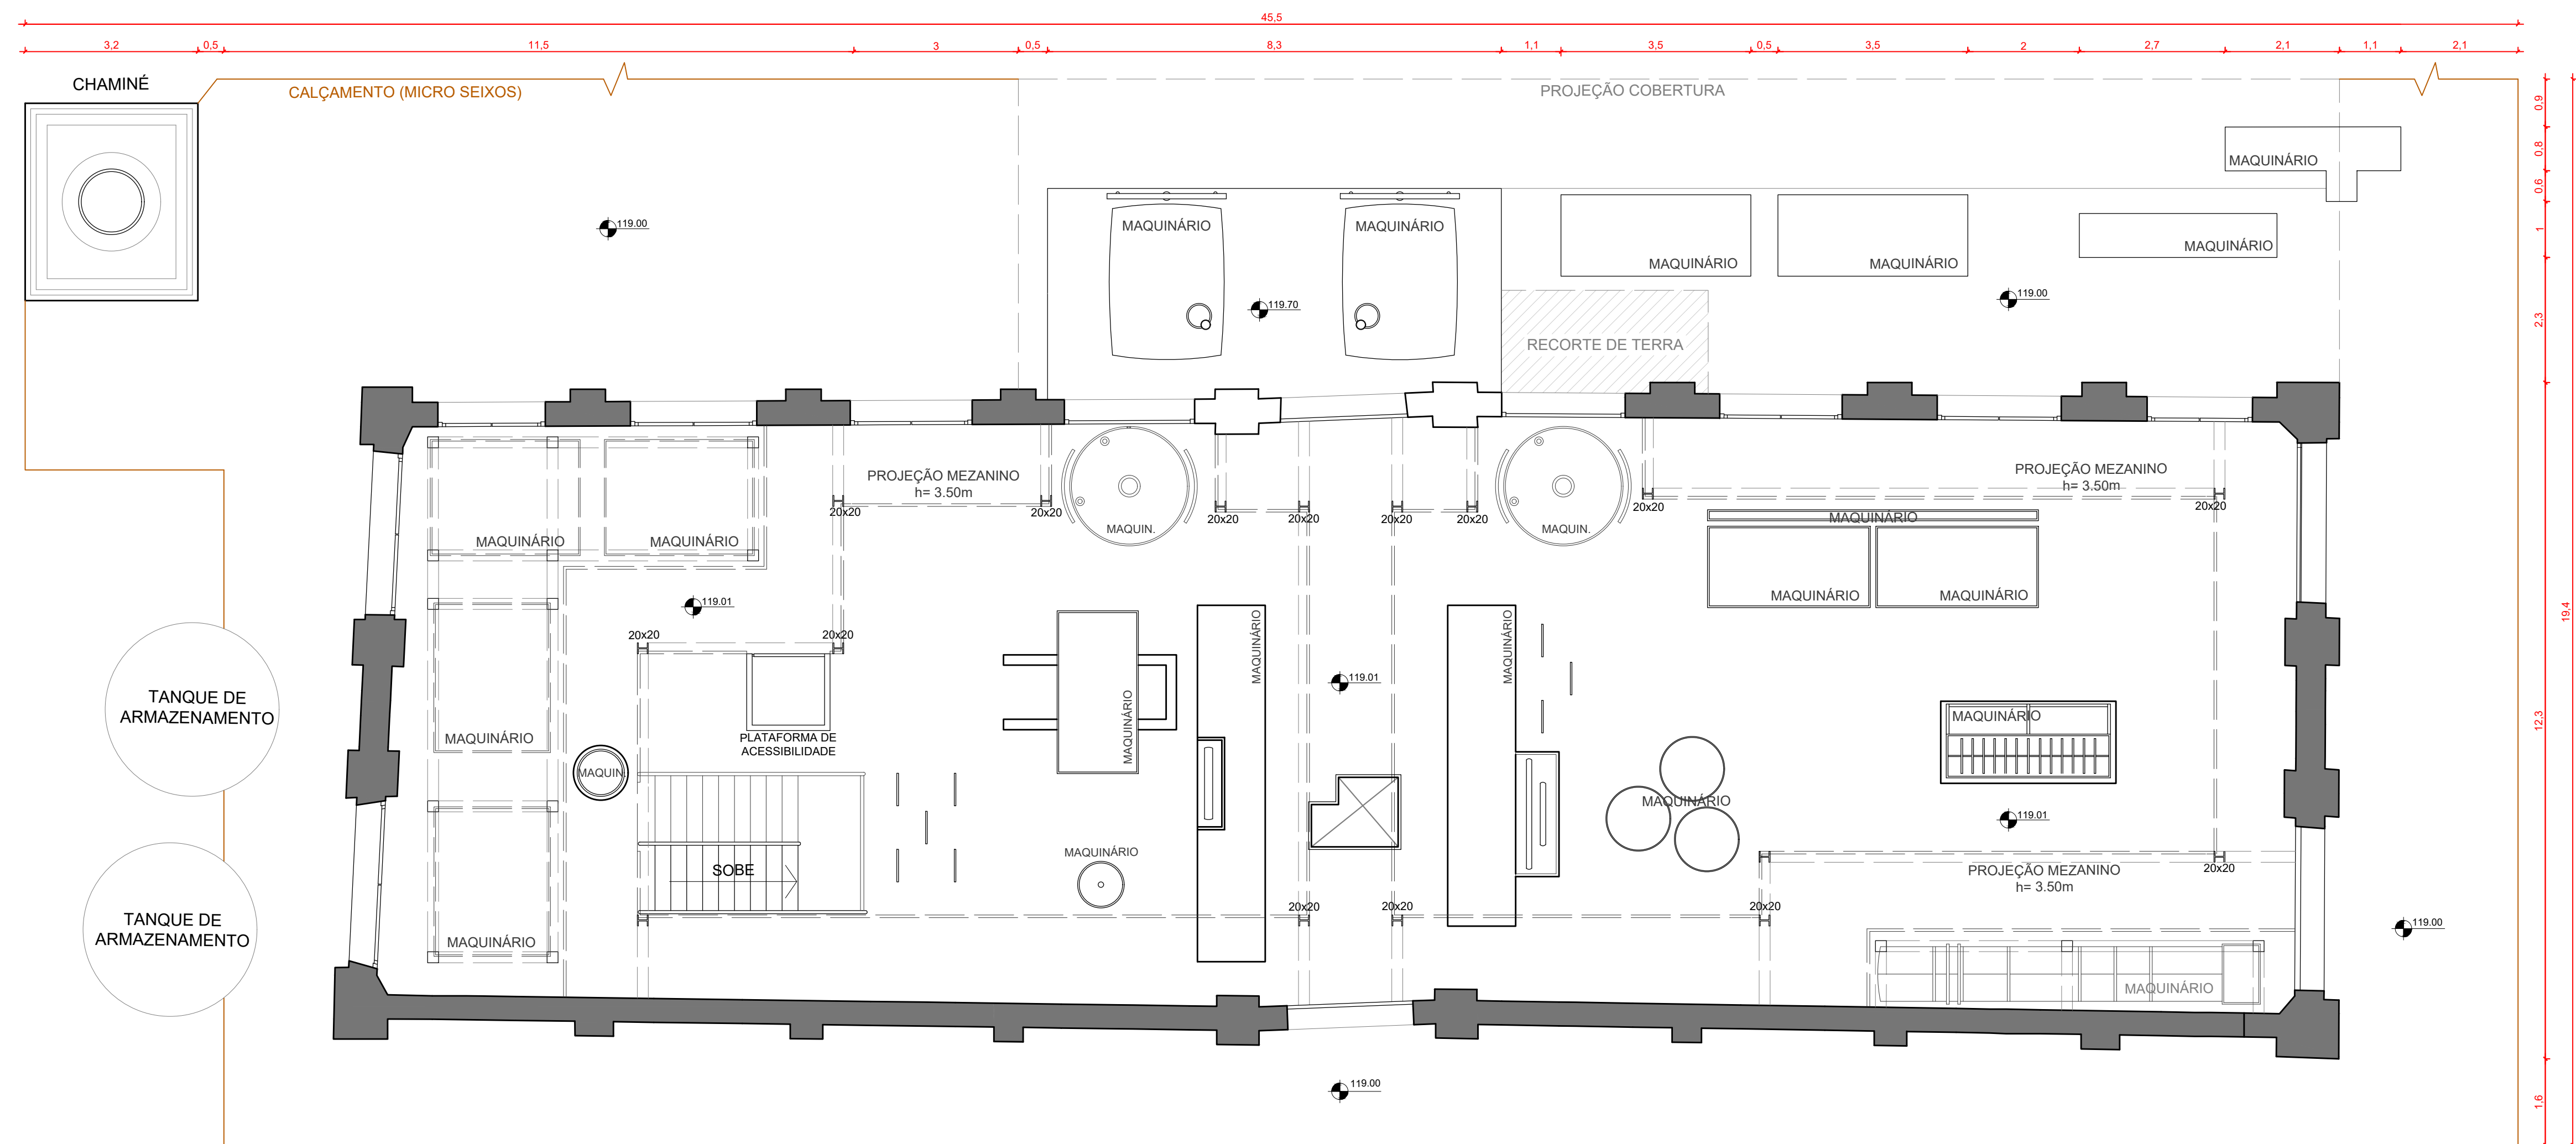 45,5
3,2
0,5
11,5
3
0,5
8,3
1,1
3,5
0,5
3,5
2
2,7
2,1
1,1
2,1
CHAMINÉ
CALÇAMENTO (MICRO SEIXOS)
PROJEÇÃO COBERTURA
0,9
0,8
0,6
1
2,3
12,3
19,4
1,6
MAQUINÁRIO
119.00
MAQUINÁRIO
MAQUINÁRIO
MAQUINÁRIO
MAQUINÁRIO
MAQUINÁRIO
119.70
119.00
RECORTE DE TERRA
PROJEÇÃO MEZANINO
h= 3.50m
PROJEÇÃO MEZANINO
h= 3.50m
20x20
20x20
20x20
20x20
20x20
20x20
20x20
20x20
MAQUIN.
MAQUIN.
MAQUINÁRIO
MAQUINÁRIO
MAQUINÁRIO
MAQUINÁRIO
MAQUINÁRIO
119.01
20x20
20x20
MAQUINÁRIO
MAQUINÁRIO
MAQUINÁRIO
119.01
TANQUE DE
ARMAZENAMENTO
MAQUINÁRIO
PLATAFORMA DE
ACESSIBILIDADE
MAQUINÁRIO
MAQUIN.
MAQUINÁRIO
119.01
MAQUINÁRIO
SOBE
PROJEÇÃO MEZANINO
h= 3.50m
20x20
20x20
20x20
20x20
TANQUE DE
ARMAZENAMENTO
MAQUINÁRIO
119.00
MAQUINÁRIO
119.00